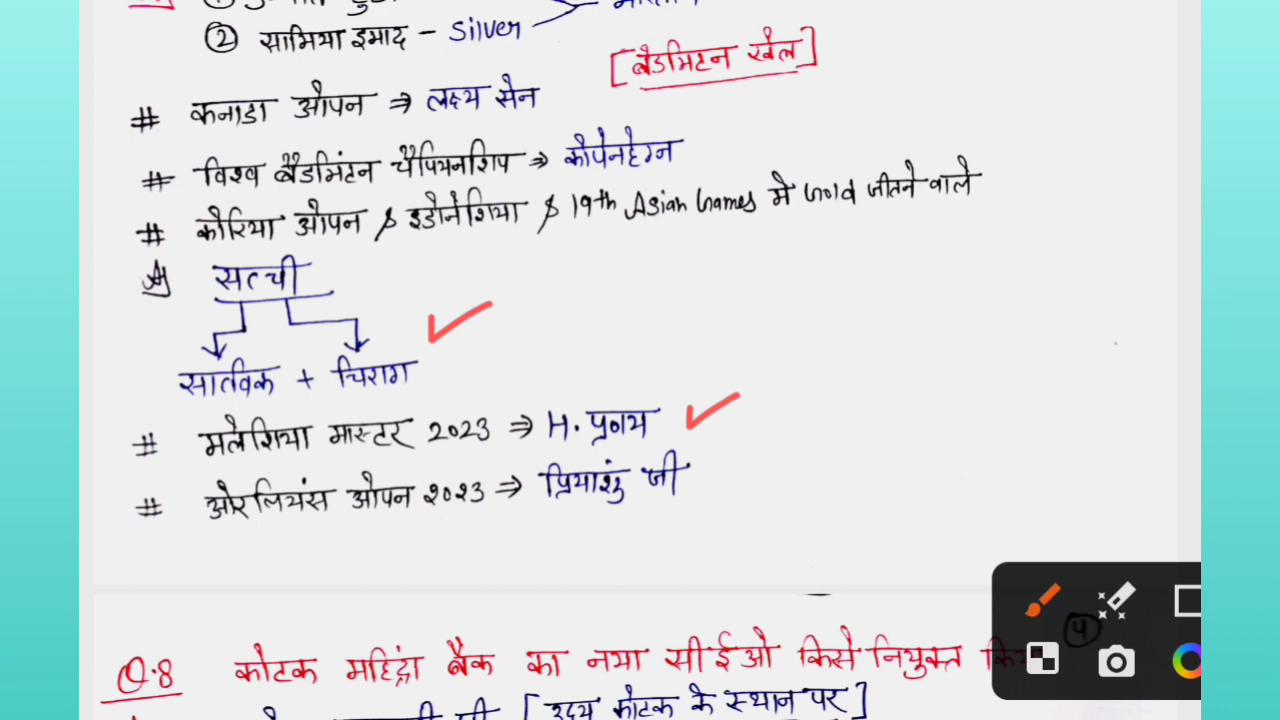 ② सामिया इमाद - Silver
[बैडमिंटन खेल]
# कनाडा ओपन ⇒ लक्ष्य सेन
# विश्व बैडमिंटन चैंपियनशिप ⇒ कोपेनहेग्न
# कोरिया ओपन $ इंडोनेशिया $ 19th Asian Games में Gold जीतने वाले
सत्ची
सात्विक + चिराग
# मलेशिया मास्टर 2023 ⇒ H. प्रणय
# ओरलियंस ओपन 2023 ⇒ प्रियाशुं जी
4
Q.8 कोटक महिंद्रा बैंक का नया सीईओ किसे नियुक्त
[उदय कोटक के स्थान पर]